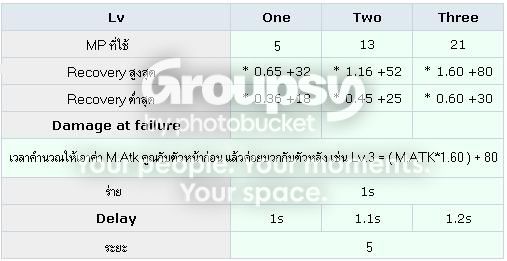 Lv One Two Three
MP ที่ใช้ 5 13 21
Recovery สูงสุด * 0.65 +32 * 1.16 +52 * 1.60 +80
Recovery ต่ำสุด * 0.36 +18 * 0.45 +25 * 0.60 +30
Damage at failure
เวลาคำนวณให้เอาค่า M.Atk คูณกับตัวหน้าก่อน แล้วค่อยบวกกับตัวหลัง เช่น Lv.3 = ( M.ATK*1.60 ) + 80
ร่าย 1s
Delay 1s 1.1s 1.2s
ระยะ 5
Groupsy
by photobucket
Your people. Your moments.
Your space.